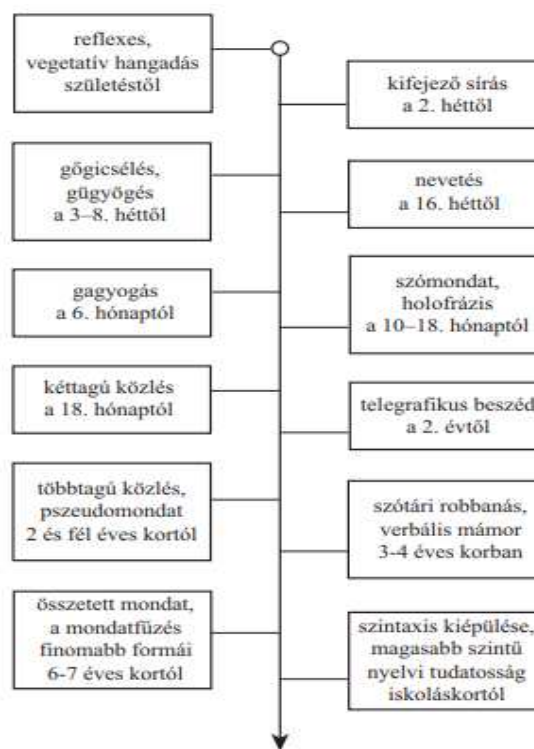 reflexes,
vegetatív hangadás
születéstől
kifejező sírás
a 2. héttől
gőgicsélés,
gügyögés
a 3–8. héttől
nevetés
a 16. héttől
gagyogás
a 6. hónaptól
szómondat,
holofrázis
a 10–18. hónaptól
kéttagú közlés
a 18. hónaptól
telegrafikus beszéd
a 2. évtől
többtagú közlés,
pszeudomondat
2 és fél éves kortól
szótári robbanás,
verbális mámor
3-4 éves korban
összetett mondat,
a mondatfűzés
finomabb formái
6-7 éves kortól
szintaxis kiépülése,
magasabb szintű
nyelvi tudatosság
iskoláskortól